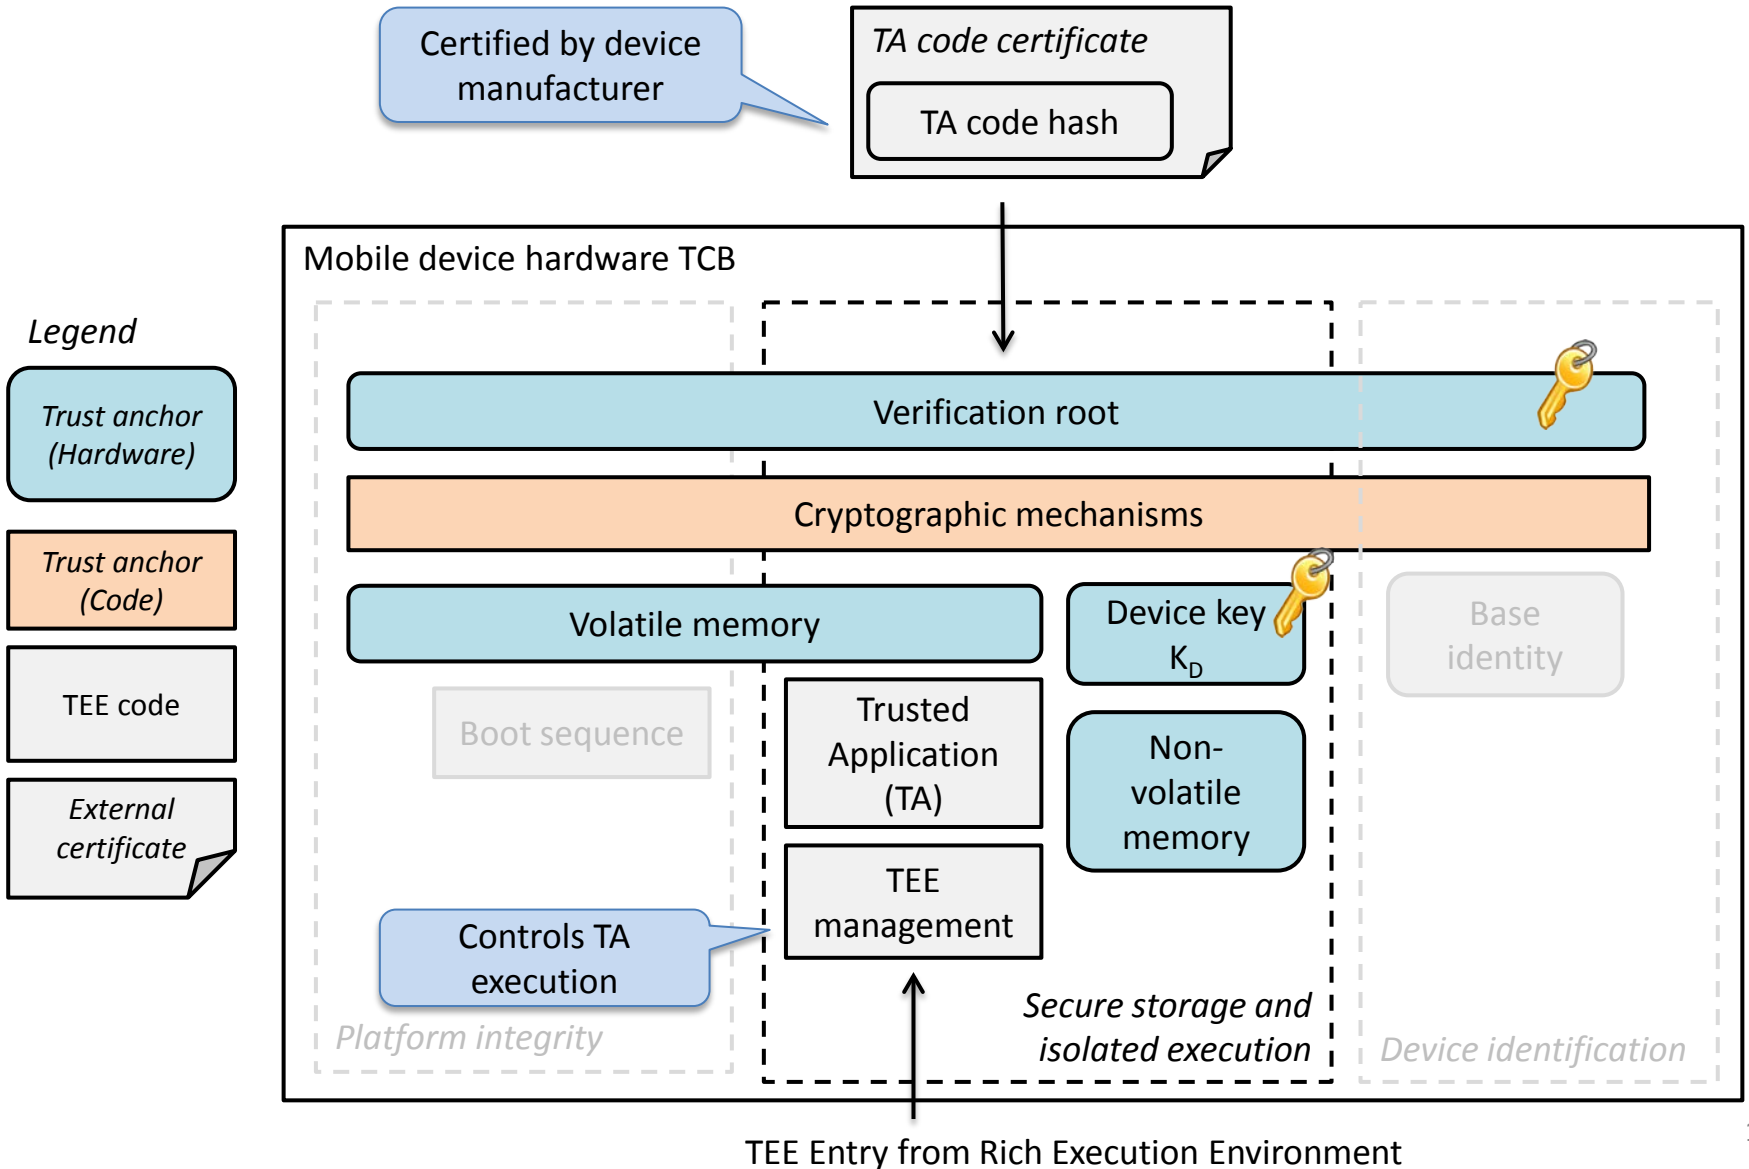 Certified by device
manufacturer
TA code certificate
TA code hash
Mobile device hardware TCB
Legend
Trust anchor
(Hardware)
Trust anchor
(Code)
TEE code
External
certificate
Verification root
Cryptographic mechanisms
Volatile memory
Device key
K_D
Base
identity
Boot sequence
Trusted
Application
(TA)
Non-
volatile
memory
TEE
management
Controls TA
execution
Platform integrity
Secure storage and
isolated execution
Device identification
TEE Entry from Rich Execution Environment